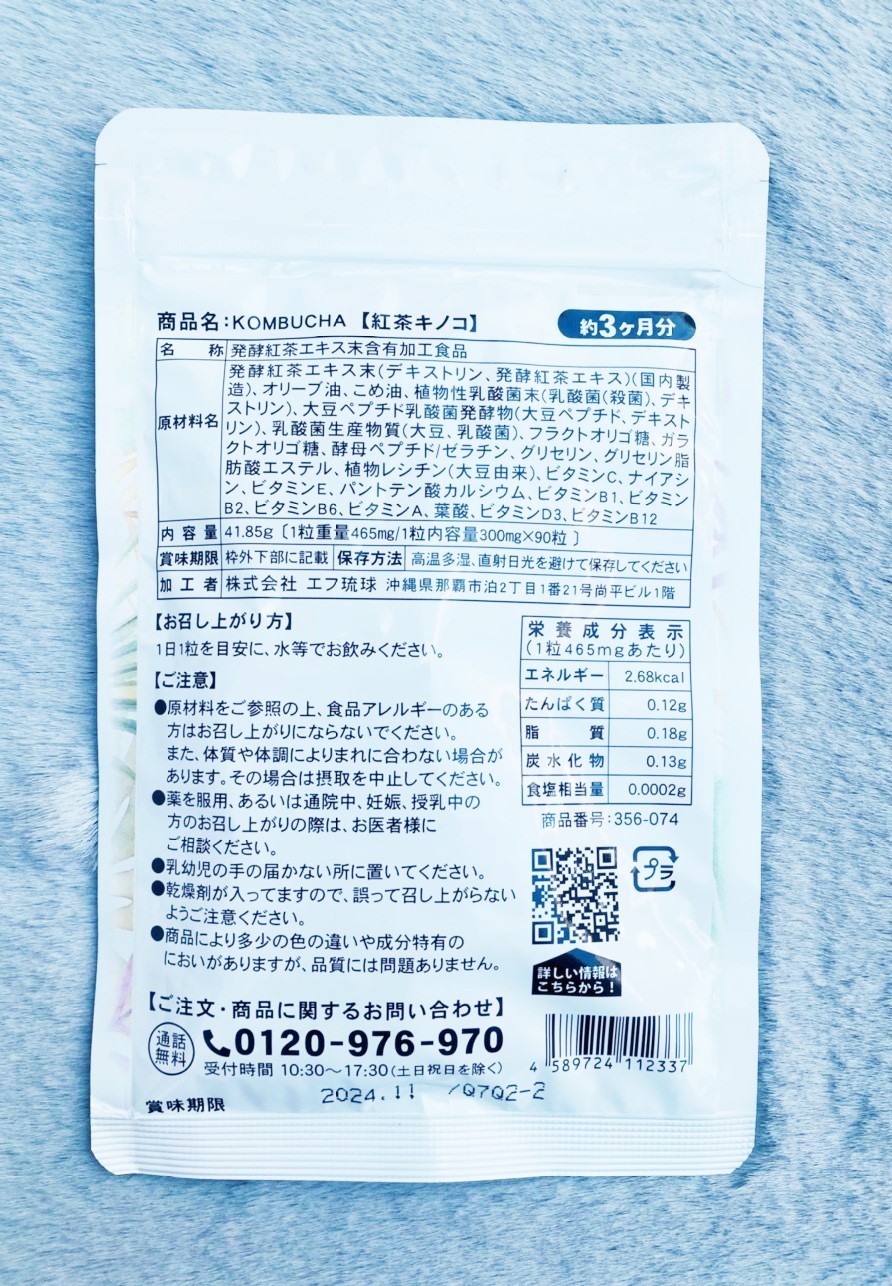 商品名:KOMBUCHA【紅茶キノコ】
約3ヶ月分
名　称 発酵紅茶エキス末含有加工食品
原材料名
発酵紅茶エキス末(デキストリン、発酵紅茶エキス)(国内製
造)、オリーブ油、こめ油、植物性乳酸菌末(乳酸菌(殺菌)、デキ
ストリン)、大豆ペプチド乳酸菌発酵物(大豆ペプチド、デキスト
リン)、乳酸菌生産物質(大豆、乳酸菌)、フラクトオリゴ糖、ガラ
クトオリゴ糖、酵母ペプチド/ゼラチン、グリセリン、グリセリン脂
肪酸エステル、植物レシチン(大豆由来)、ビタミンC、ナイアシ
ン、ビタミンE、パントテン酸カルシウム、ビタミンB1、ビタミン
B2、ビタミンB6、ビタミンA、葉酸、ビタミンD3、ビタミンB12
内容量 41.85g〔1粒重量465mg/1粒内容量300mg×90粒〕
賞味期限 枠外下部に記載 保存方法 高温多湿、直射日光を避けて保存してください
加工者 株式会社 エフ琉球 沖縄県那覇市泊2丁目1番21号尚平ビル1階
【お召し上がり方】
1日1粒を目安に、水等でお飲みください。
【ご注意】
●原材料をご参照の上、食品アレルギーのある
方はお召し上がりにならないでください。
また、体質や体調によりまれに合わない場合が
あります。その場合は摂取を中止してください。
●薬を服用、あるいは通院中、妊娠、授乳中の
方のお召し上がりの際は、お医者様に
ご相談ください。
●乳幼児の手の届かない所に置いてください。
●乾燥剤が入ってますので、誤って召し上がらない
ようご注意ください。
●商品により多少の色の違いや成分特有の
においがありますが、品質には問題ありません。
栄養成分表示
(1粒465mgあたり)
エネルギー 2.68kcal
たんぱく質 0.12g
脂　質 0.18g
炭水化物 0.13g
食塩相当量 0.0002g
商品番号:356-074
プラ
詳しい情報は
こちらから!
【ご注文・商品に関するお問い合わせ】
通話
無料
0120-976-970
受付時間 10:30〜17:30(土日祝日を除く)
4 589724 112337
賞味期限 2024.11 /Q7Q2-2